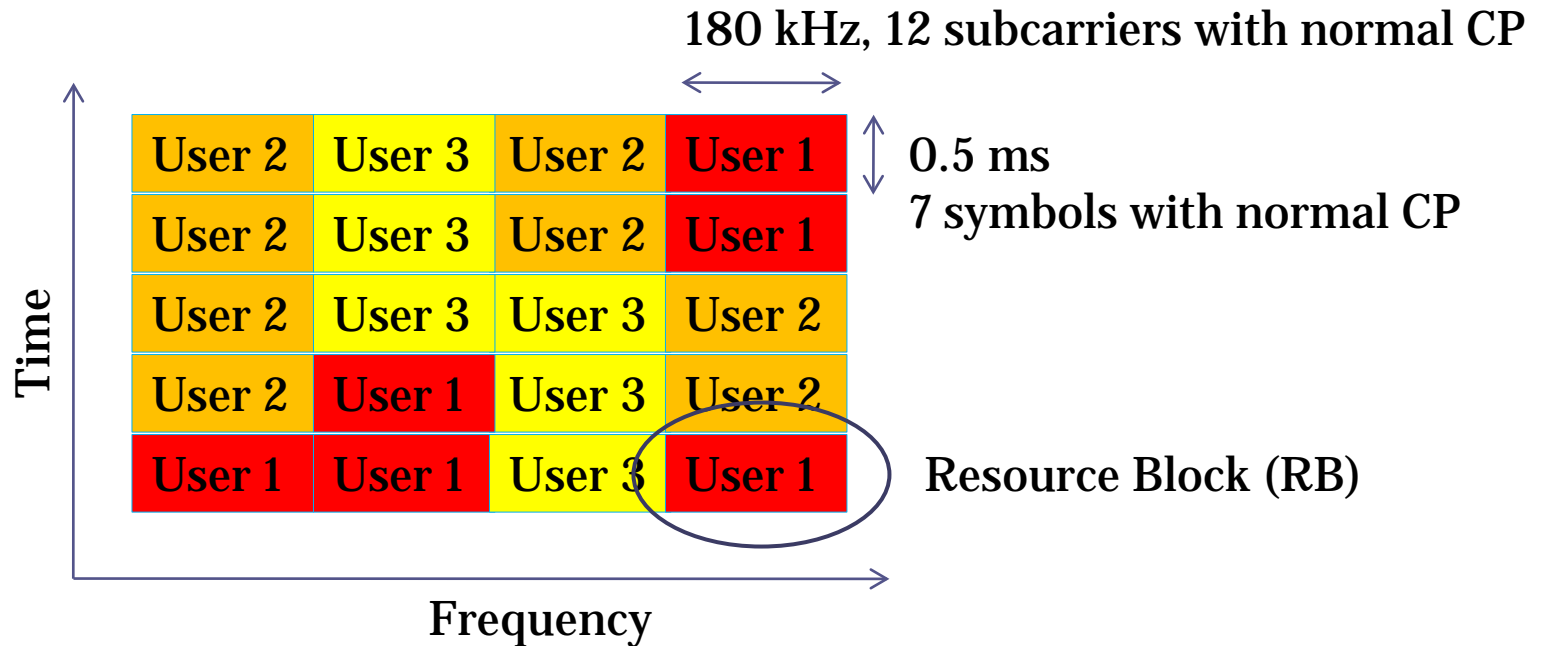 180 kHz, 12 subcarriers with normal CP
User 2 User 3 User 2 User 1
0.5 ms
7 symbols with normal CP
User 2 User 3 User 2 User 1
User 2 User 3 User 3 User 2
User 2 User 1 User 3 User 2
User 1 User 1 User 3 User 1
Resource Block (RB)
Time
Frequency